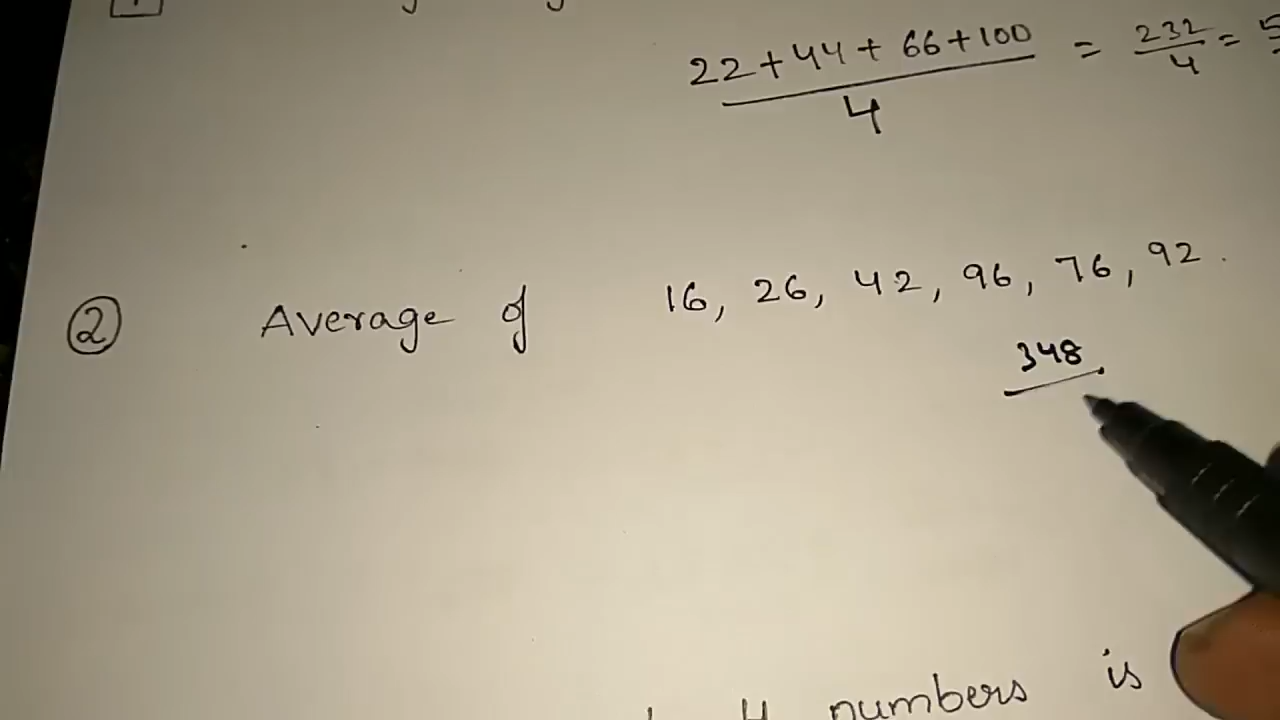 22+44+66+100 / 4 = 232/4 =
② Average of 16, 26, 42, 96, 76, 92.
348
4 numbers is